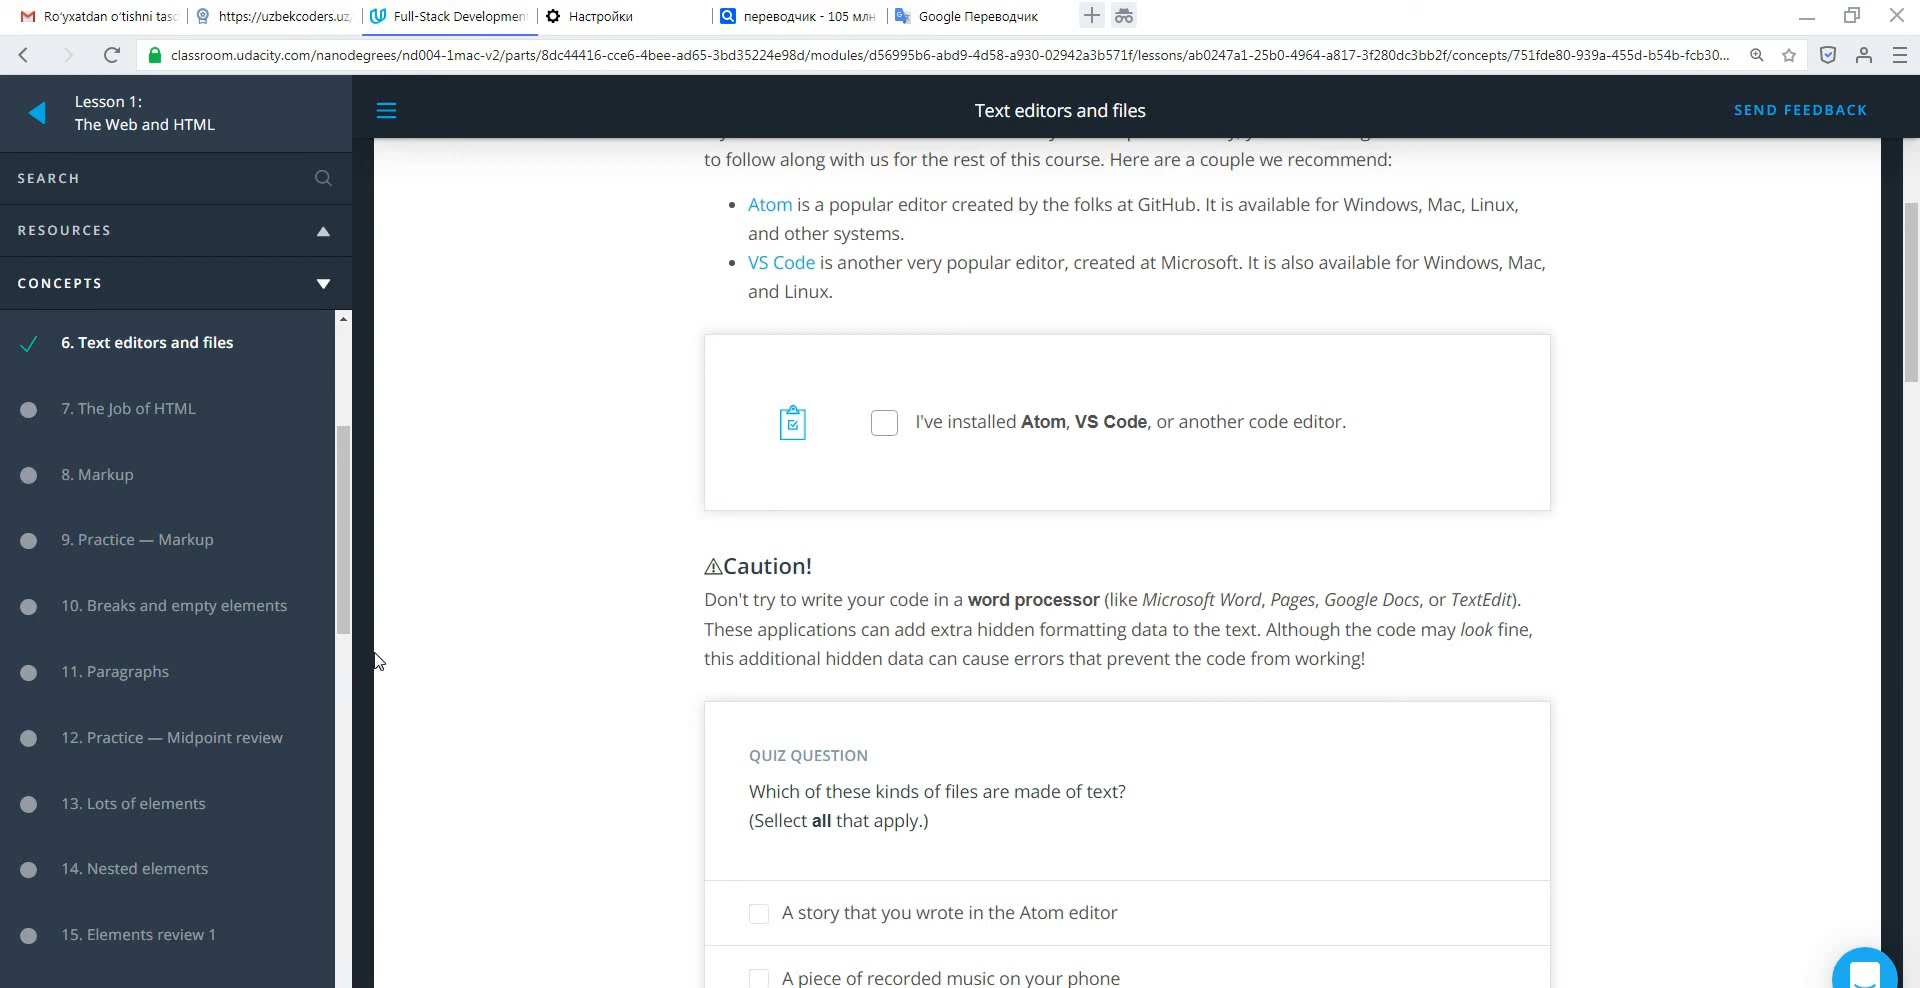 Ro'yxatdan o'tishni tasd
https://uzbekcoders.uz/
Full-Stack Development
Настройки
переводчик - 105 млн
Google Переводчик
classroom.udacity.com/nanodegrees/nd004-1mac-v2/parts/8dc44416-cce6-4bee-ad65-3bd35224e98d/modules/d56995b6-abd9-4d58-a930-02942a3b571f/lessons/ab0247a1-25b0-4964-a817-3f280dc3bb2f/concepts/751fde80-939a-455d-b54b-fcb30...
Lesson 1:
The Web and HTML
Text editors and files
SEND FEEDBACK
SEARCH
RESOURCES
CONCEPTS
6. Text editors and files
7. The Job of HTML
8. Markup
9. Practice — Markup
10. Breaks and empty elements
11. Paragraphs
12. Practice — Midpoint review
13. Lots of elements
14. Nested elements
15. Elements review 1
to follow along with us for the rest of this course. Here are a couple we recommend:
• Atom is a popular editor created by the folks at GitHub. It is available for Windows, Mac, Linux,
and other systems.
• VS Code is another very popular editor, created at Microsoft. It is also available for Windows, Mac,
and Linux.
I've installed Atom, VS Code, or another code editor.
⚠Caution!
Don't try to write your code in a word processor (like Microsoft Word, Pages, Google Docs, or TextEdit).
These applications can add extra hidden formatting data to the text. Although the code may look fine,
this additional hidden data can cause errors that prevent the code from working!
QUIZ QUESTION
Which of these kinds of files are made of text?
(Sellect all that apply.)
A story that you wrote in the Atom editor
A piece of recorded music on your phone